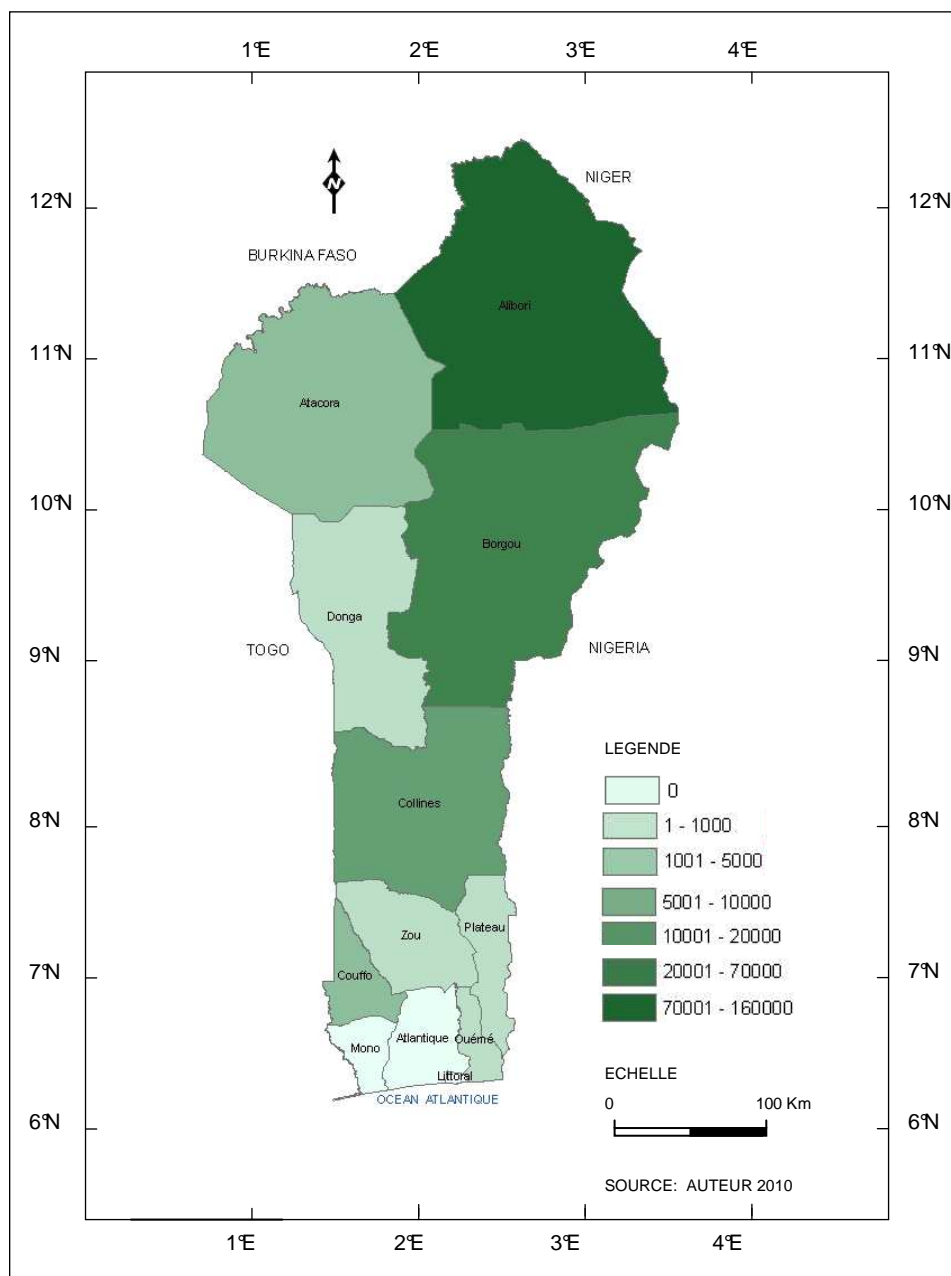 1°E 2°E 3°E 4°E
NIGER
12°N 12°N
BURKINA FASO
Alibori
11°N 11°N
Atacora
10°N 10°N
Borgou
Donga
TOGO NIGERIA
9°N 9°N
LEGENDE
0
Collines
8°N 1 - 1000 8°N
1001 - 5000
5001 - 10000
Plateau
Zou 10001 - 20000
7°N Couffo 20001 - 70000 7°N
70001 - 160000
Atlantique Ouémé
Mono
Littoral ECHELLE
OCEAN ATLANTIQUE 0 100 Km
6°N 6°N
SOURCE: AUTEUR 2010
1°E 2°E 3°E 4°E
N